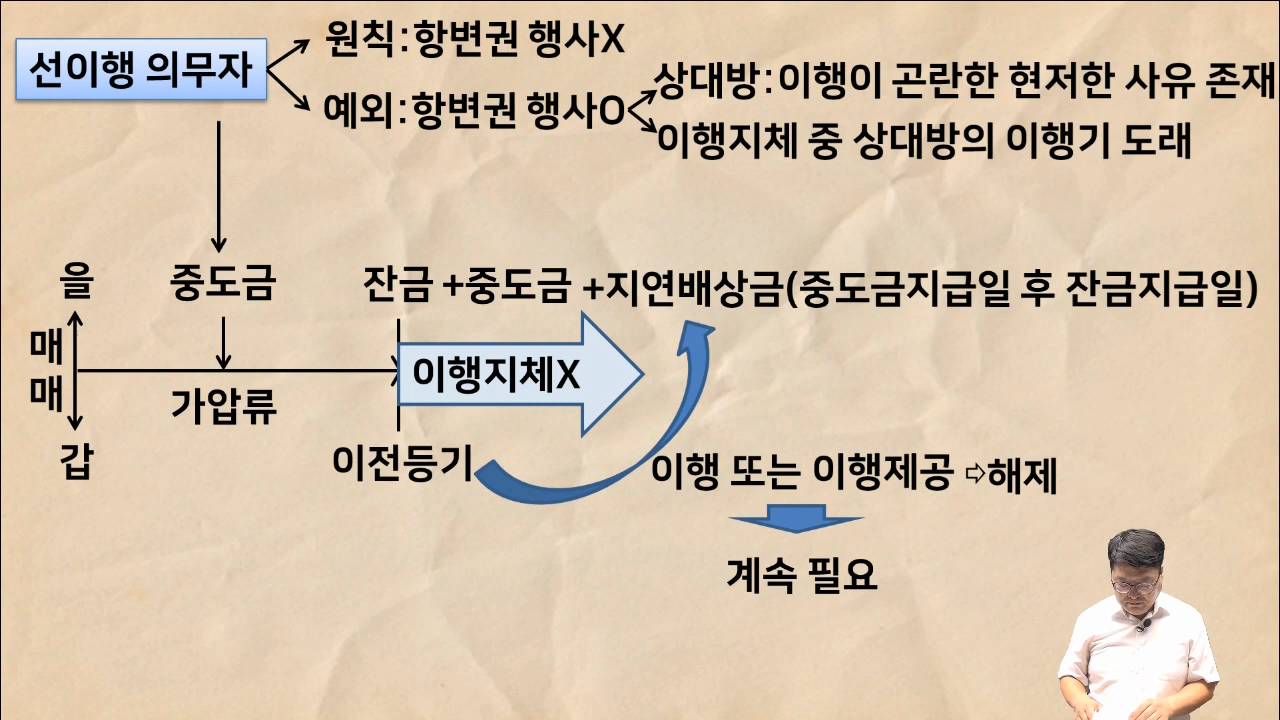 선이행 의무자
원칙:항변권 행사X
예외:항변권 행사O
상대방:이행이 곤란한 현저한 사유 존재
이행지체 중 상대방의 이행기 도래
을
중도금
잔금 +중도금 +지연배상금(중도금지급일 후 잔금지급일)
매
매
이행지체X
가압류
갑
이전등기
이행 또는 이행제공 ⇨해제
계속 필요